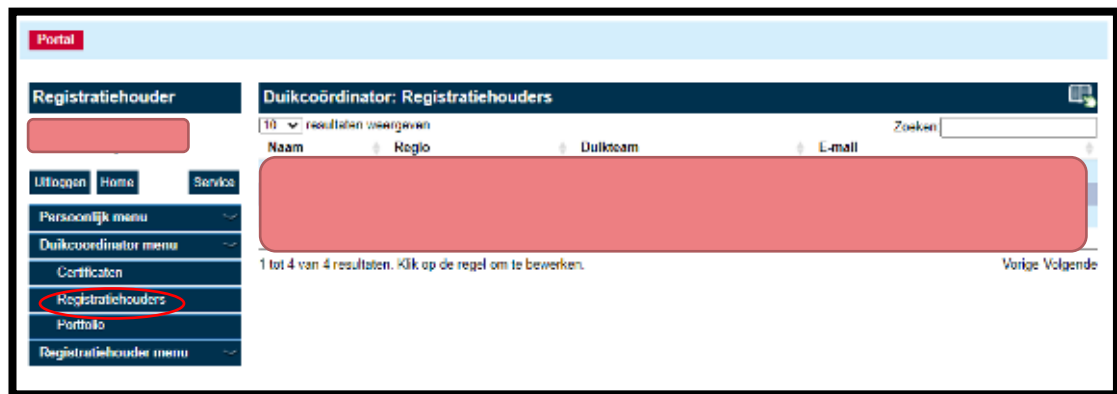 Portal
Registratiehouder
Uitloggen Home Service
Persoonlijk menu
Duikcoordinator menu
Certificaten
Registratiehouders
Portfolio
Registratiehouder menu
Duikcoördinator: Registratiehouders
10 resultaten weergeven
Zoeken
Naam Regio Duikteam E-mail
1 tot 4 van 4 resultaten. Klik op de regel om te bewerken.
Vorige Volgende